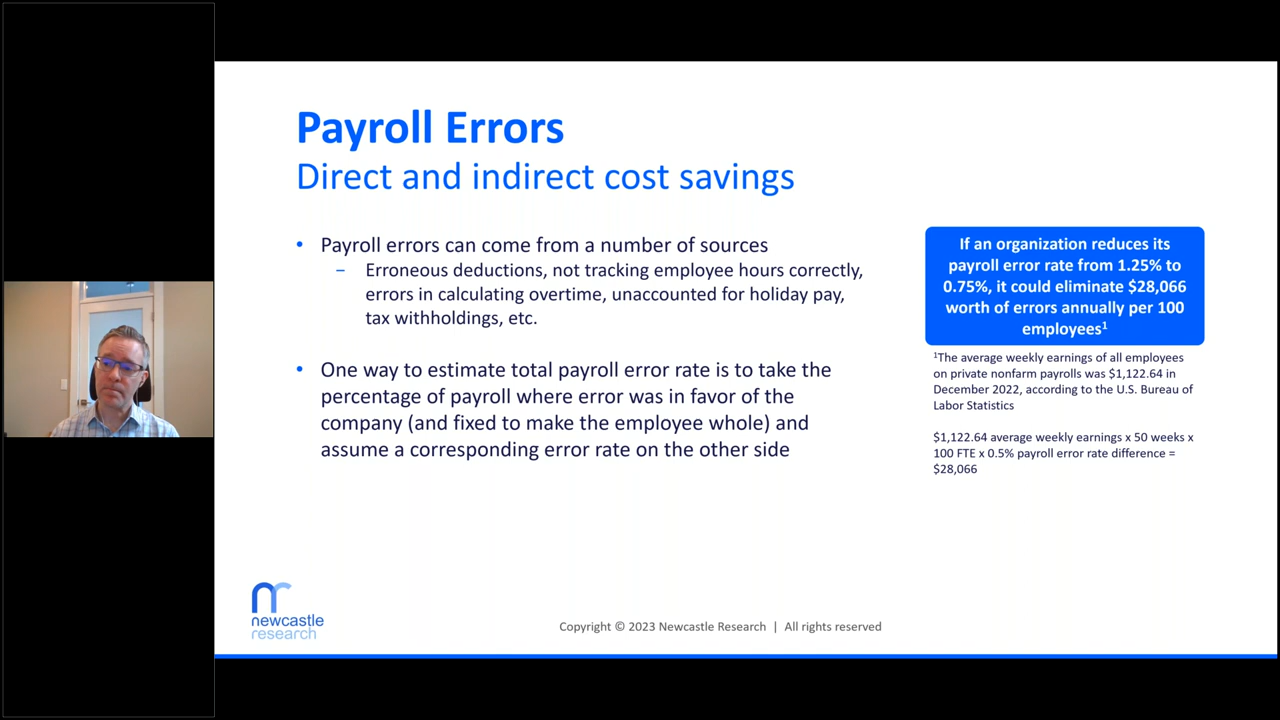 Payroll Errors
Direct and indirect cost savings
• Payroll errors can come from a number of sources
– Erroneous deductions, not tracking employee hours correctly,
errors in calculating overtime, unaccounted for holiday pay,
tax withholdings, etc.
• One way to estimate total payroll error rate is to take the
percentage of payroll where error was in favor of the
company (and fixed to make the employee whole) and
assume a corresponding error rate on the other side
If an organization reduces its
payroll error rate from 1.25% to
0.75%, it could eliminate $28,066
worth of errors annually per 100
employees¹
¹The average weekly earnings of all employees
on private nonfarm payrolls was $1,122.64 in
December 2022, according to the U.S. Bureau of
Labor Statistics
$1,122.64 average weekly earnings x 50 weeks x
100 FTE x 0.5% payroll error rate difference =
$28,066
newcastle
research
Copyright © 2023 Newcastle Research | All rights reserved